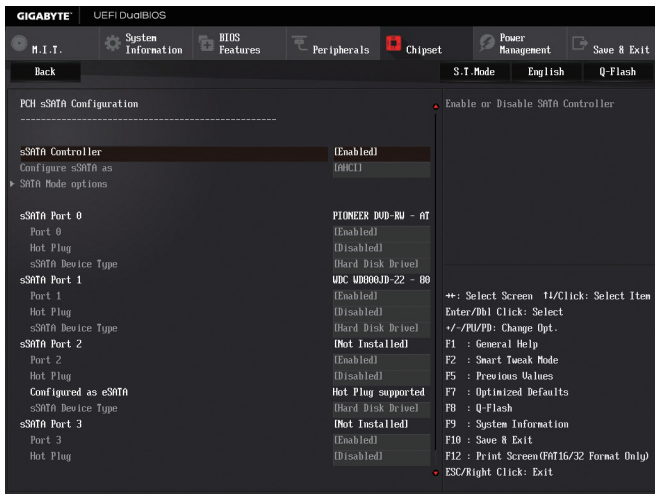 GIGABYTE™ UEFI DualBIOS
M.I.T. System Information BIOS Features Peripherals Chipset Power Management Save & Exit
Back S.T.Mode English Q-Flash
PCH sSATA Configuration
Enable or Disable SATA Controller
------------------------------------------------
sSATA Controller [Enabled]
Configure sSATA as [AHCI]
▶ SATA Mode options
sSATA Port 0 PIONEER DVD-RW - AT
Port 0 [Enabled]
Hot Plug [Disabled]
sSATA Device Type [Hard Disk Drive]
sSATA Port 1 WDC WD800JD-22 - 80
Port 1 [Enabled]
Hot Plug [Disabled]
sSATA Device Type [Hard Disk Drive]
sSATA Port 2 [Not Installed]
Port 2 [Enabled]
Hot Plug [Disabled]
Configured as eSATA Hot Plug supported
sSATA Device Type [Hard Disk Drive]
sSATA Port 3 [Not Installed]
Port 3 [Enabled]
Hot Plug [Disabled]
→←: Select Screen ↑↓/Click: Select Item
Enter/Dbl Click: Select
+/-/PU/PD: Change Opt.
F1 : General Help
F2 : Smart Tweak Mode
F5 : Previous Values
F7 : Optimized Defaults
F8 : Q-Flash
F9 : System Information
F10 : Save & Exit
F12 : Print Screen(FAT16/32 Format Only)
ESC/Right Click: Exit